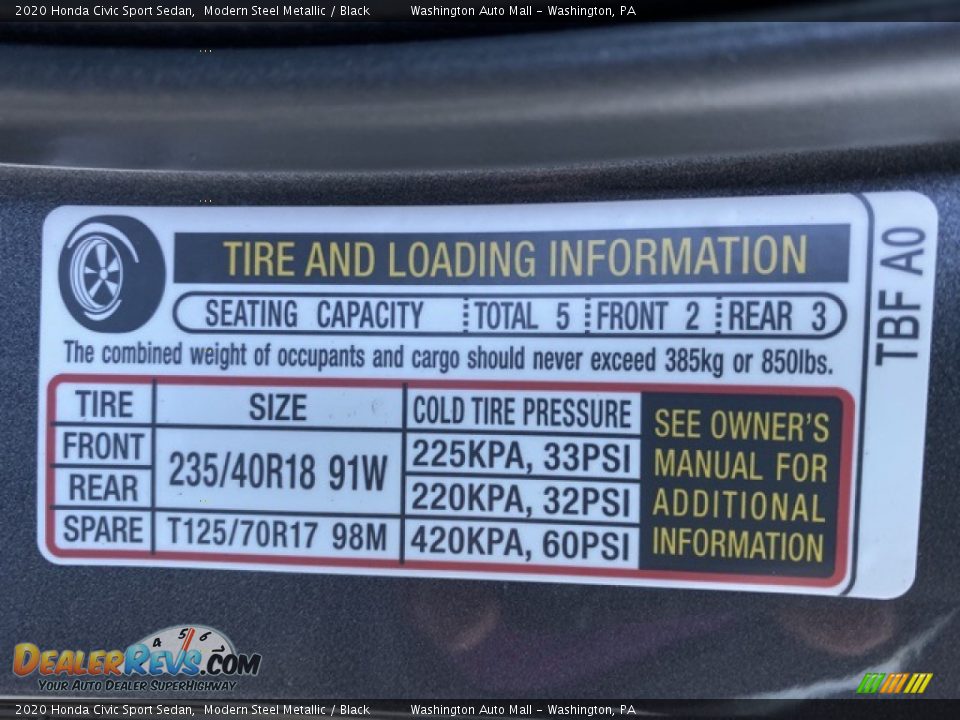 2020 Honda Civic Sport Sedan, Modern Steel Metallic / Black Washington Auto Mall - Washington, PA
TIRE AND LOADING INFORMATION
SEATING CAPACITY TOTAL 5 FRONT 2 REAR 3
The combined weight of occupants and cargo should never exceed 385kg or 850lbs.
TIRE SIZE COLD TIRE PRESSURE
FRONT 235/40R18 91W 225KPA, 33PSI
REAR 220KPA, 32PSI
SPARE T125/70R17 98M 420KPA, 60PSI
SEE OWNER'S
MANUAL FOR
ADDITIONAL
INFORMATION
TBF A0
4 5 6
DEALERREVS.COM
YOUR AUTO DEALER SUPERHIGHWAY
2020 Honda Civic Sport Sedan, Modern Steel Metallic / Black Washington Auto Mall - Washington, PA